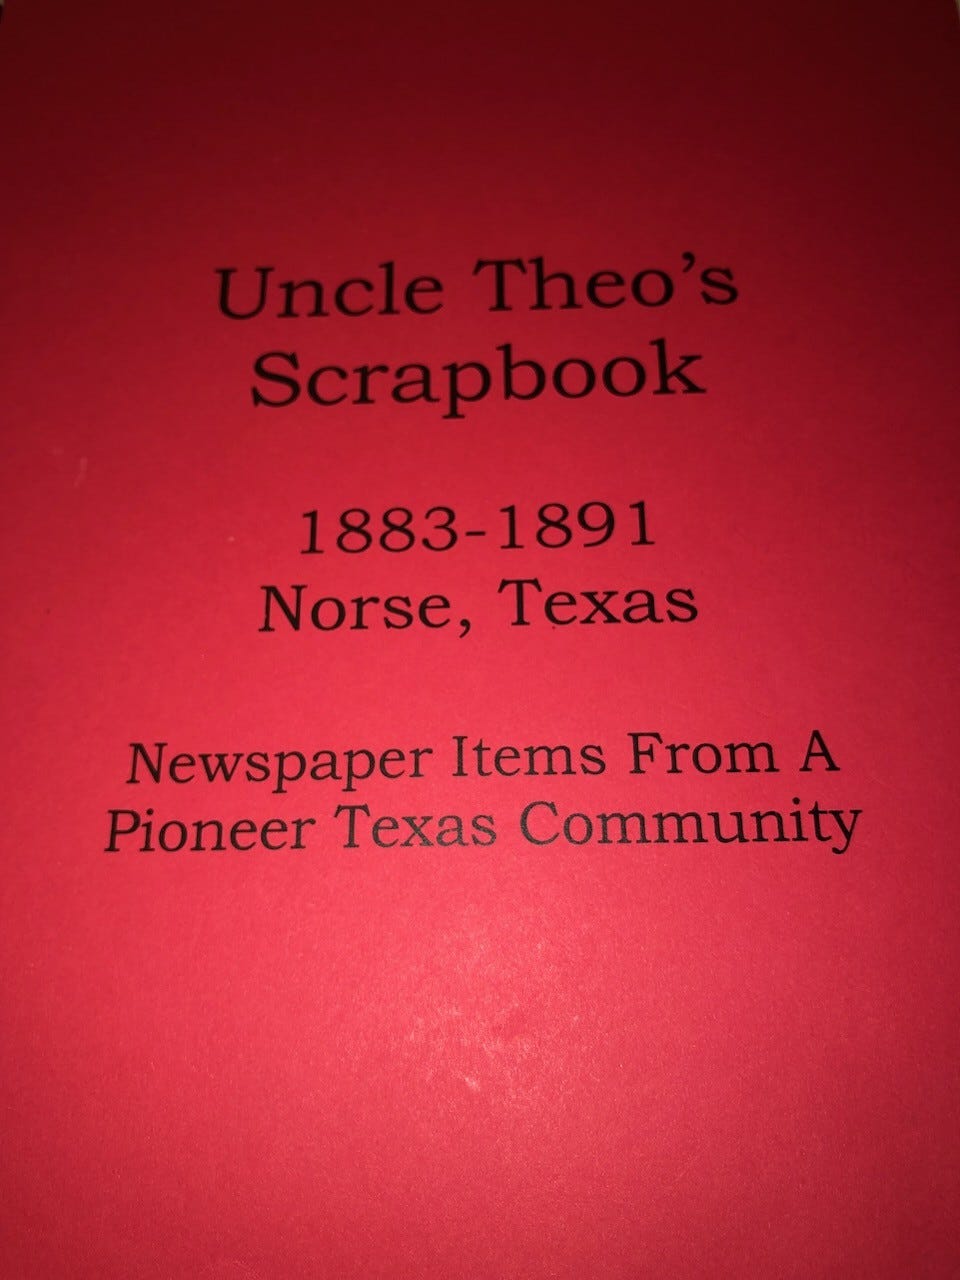 Uncle Theo’s
Scrapbook
1883-1891
Norse, Texas
Newspaper Items From A
Pioneer Texas Community